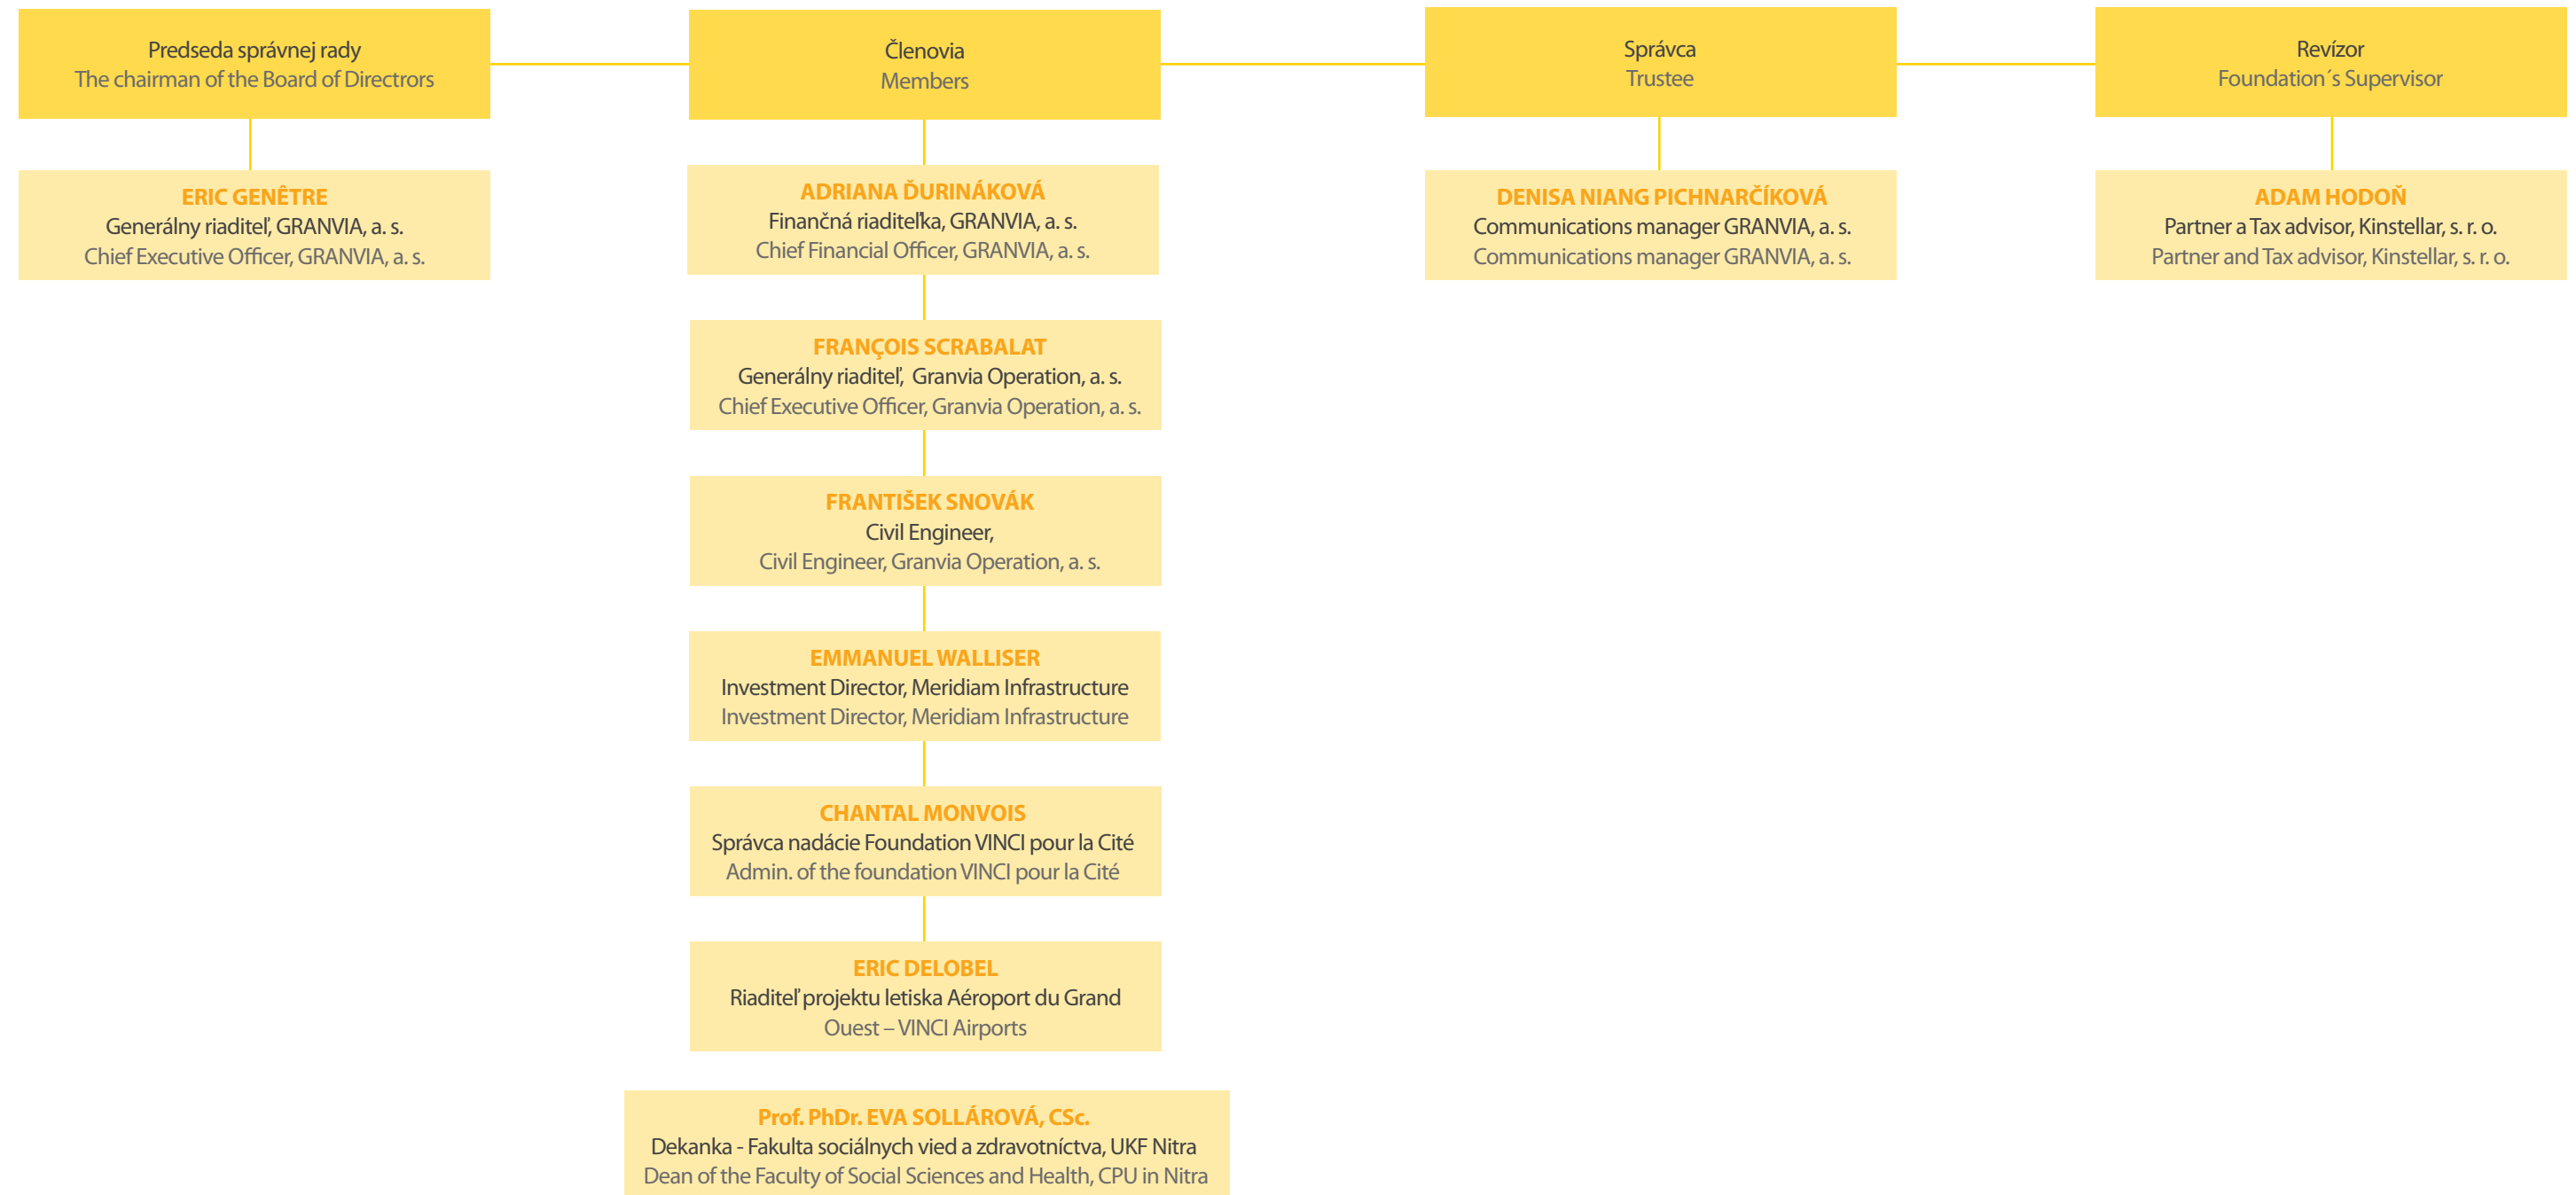 Predseda správnej rady
The chairman of the Board of Directrors
Členovia
Members
Správca
Trustee
Revízor
Foundation´s Supervisor
ERIC GENÊTRE
Generálny riaditeľ, GRANVIA, a. s.
Chief Executive Officer, GRANVIA, a. s.
ADRIANA ĎURINÁKOVÁ
Finančná riaditeľka, GRANVIA, a. s.
Chief Financial Officer, GRANVIA, a. s.
DENISA NIANG PICHNARČÍKOVÁ
Communications manager GRANVIA, a. s.
Communications manager GRANVIA, a. s.
ADAM HODOŇ
Partner a Tax advisor, Kinstellar, s. r. o.
Partner and Tax advisor, Kinstellar, s. r. o.
FRANÇOIS SCRABALAT
Generálny riaditeľ, Granvia Operation, a. s.
Chief Executive Officer, Granvia Operation, a. s.
FRANTIŠEK SNOVÁK
Civil Engineer,
Civil Engineer, Granvia Operation, a. s.
EMMANUEL WALLISER
Investment Director, Meridiam Infrastructure
Investment Director, Meridiam Infrastructure
CHANTAL MONVOIS
Správca nadácie Foundation VINCI pour la Cité
Admin. of the foundation VINCI pour la Cité
ERIC DELOBEL
Riaditeľ projektu letiska Aéroport du Grand
Ouest – VINCI Airports
Prof. PhDr. EVA SOLLÁROVÁ, CSc.
Dekanka - Fakulta sociálnych vied a zdravotníctva, UKF Nitra
Dean of the Faculty of Social Sciences and Health, CPU in Nitra